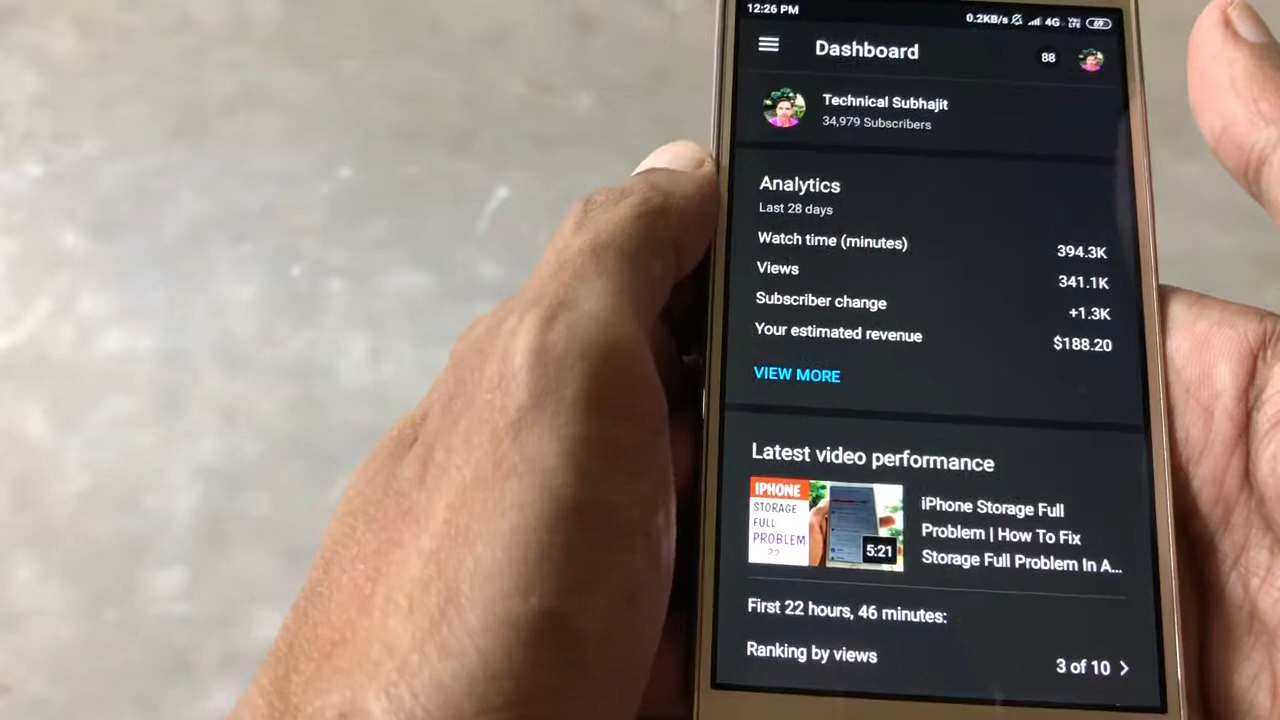 12:26 PM
0.2KB/s 4G VoLTE 69
Dashboard
88
Technical Subhajit
34,979 Subscribers
Analytics
Last 28 days
Watch time (minutes) 394.3K
Views 341.1K
Subscriber change +1.3K
Your estimated revenue $188.20
VIEW MORE
Latest video performance
IPHONE
STORAGE
FULL
PROBLEM
??
5:21
iPhone Storage Full
Problem | How To Fix
Storage Full Problem In A...
First 22 hours, 46 minutes:
Ranking by views 3 of 10